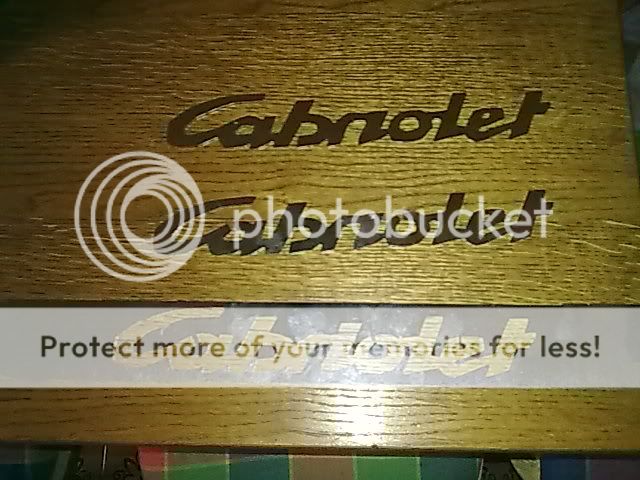 Cabriolet
photobucket
Cabriolet
Cabriolet
Protect more of your memories for less!